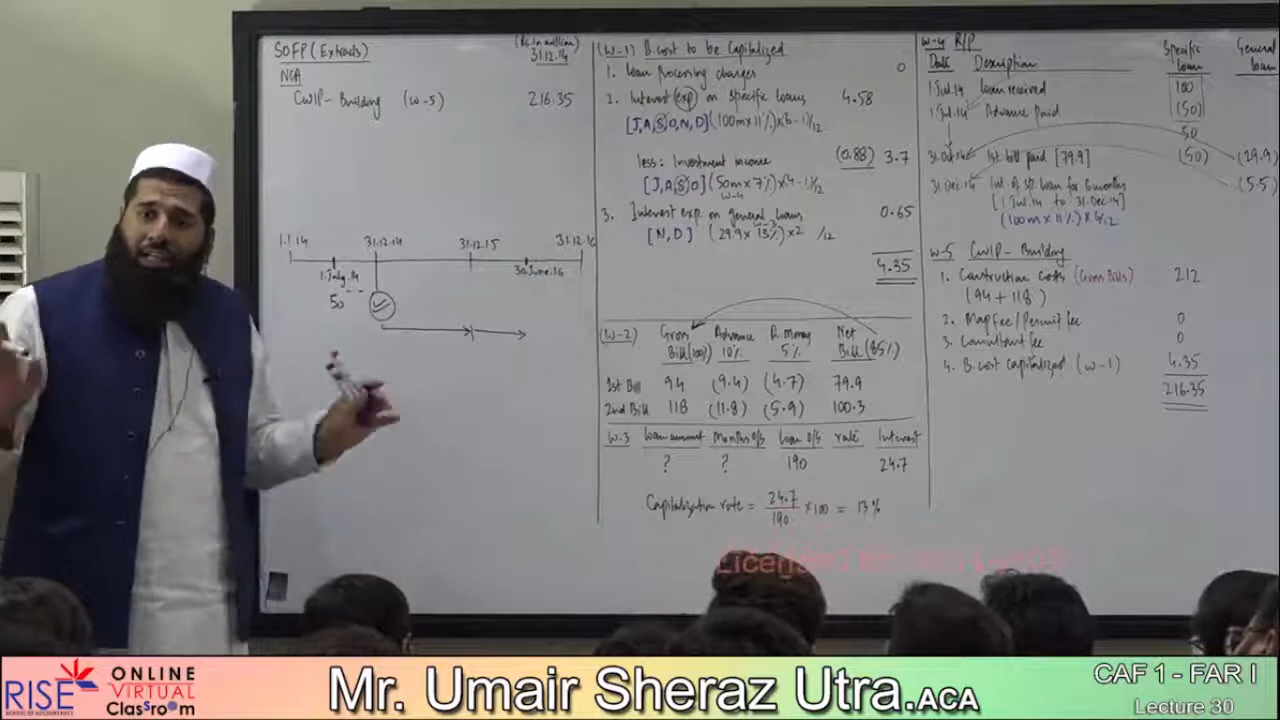 SOFP (Extracts)
(Rs. in million)
31.12.14
NCA
CWIP- Building (W-5) 216.35
1.1.14 31.12.14 31.12.15 31.12.16
1.July.14 30.June.16
50
(W-1) B.cost to be Capitalized
1. Loan Processing charges 0
2. Interest exp on specific loans 4.58
[J,A,S,O,N,D] (100m x 11%) x (6-1)/12
less: Investment income (0.88) 3.7
[J,A,S,O] (50m x 7%) x (4-1)/12
W-4
3. Interest exp on general loans 0.65
W-3
[N,D] (29.9 x 13%) x 2/12
4.35
(W-2) Gross Bill (100%) Advance 10% R.Money 5% Net Bill (85%)
1st Bill 94 (9.4) (4.7) 79.9
2nd Bill 118 (11.8) (5.9) 100.3
W-3 Loan amount Months o/s Loan o/s rate Interest
? ? 190 24.7
Capitalization rate = 24.7/190 x 100 = 13%
W-4 R/P
Date Description Specific loan General loan
1 Jul.14 Loan received 100
1 Jul.14 Advance paid (50)
50
31.Oct.14 1st bill paid [79.9] (50) (29.9)
31.Dec.14 Int. of sp. loan for 6 months (5.5)
[1 Jul.14 to 31.Dec.14]
(100m x 11%) x 6/12
W-5 CWIP- Building
1. Construction Costs (Gross Bills) 212
(94 + 118)
2. Map fee / Permit fee 0
3. Consultant fee 0
4. B.cost capitalized (W-1) 4.35
216.35
RISE
ONLINE
VIRTUAL
Classroom
Mr. Umair Sheraz Utra.ACA
CAF 1 - FAR I
Lecture 30